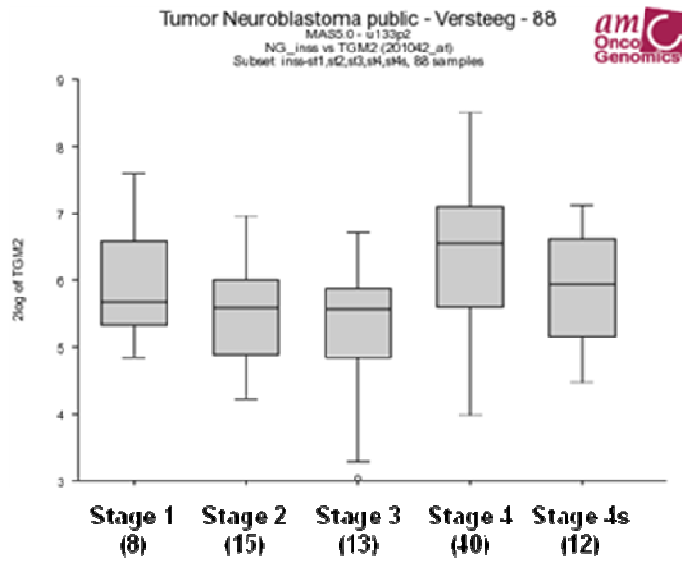 Tumor Neuroblastoma public - Versteeg - 88
MAS5.0 - u133p2
NG_inss vs TGM2 (201042_at)
Subset: inss-st1,st2,st3,st4,st4s, 88 samples
amc
Onco
Genomics
9
8
7
6
5
4
3
2log of TGM2
Stage 1 Stage 2 Stage 3 Stage 4 Stage 4s
(8) (15) (13) (40) (12)